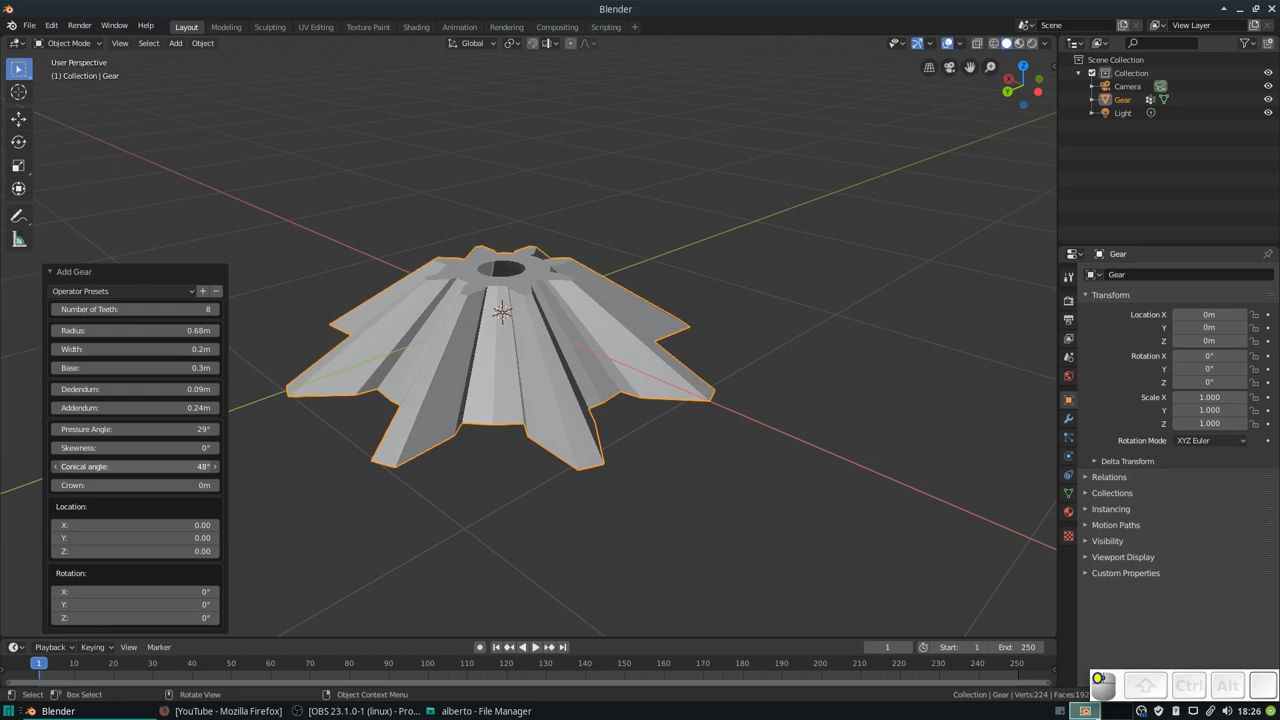 Blender
File Edit Render Window Help Layout Modeling Sculpting UV Editing Texture Paint Shading Animation Rendering Compositing Scripting + Scene View Layer
Object Mode View Select Add Object Global
User Perspective
(1) Collection | Gear
Z
X
Y
Scene Collection
Collection
Camera
Gear
Light
Add Gear
Operator Presets
Number of Teeth: 8
Radius: 0.68m
Width: 0.2m
Base: 0.3m
Dedendum: 0.09m
Addendum: 0.24m
Pressure Angle: 29°
Skewness: 0°
Conical angle: 48°
Crown: 0m
Location:
X: 0.00
Y: 0.00
Z: 0.00
Rotation:
X: 0°
Y: 0°
Z: 0°
Gear
Gear
Transform
Location X 0m
Y 0m
Z 0m
Rotation X 0°
Y 0°
Z 0°
Scale X 1.000
Y 1.000
Z 1.000
Rotation Mode XYZ Euler
Delta Transform
Relations
Collections
Instancing
Motion Paths
Visibility
Viewport Display
Custom Properties
Playback Keying View Marker 1 Start: 1 End: 250
1 10 20 30 40 50 60 70 80 90 100 110 120 130 140 150 160 170 180 190 200 210 220 230 240 250
Select Box Select Rotate View Object Context Menu Collection | Gear | Verts:224 | Faces:192
Ctrl Alt
Blender [YouTube - Mozilla Firefox] [OBS 23.1.0-1 (linux) - Pro... alberto - File Manager 18:26